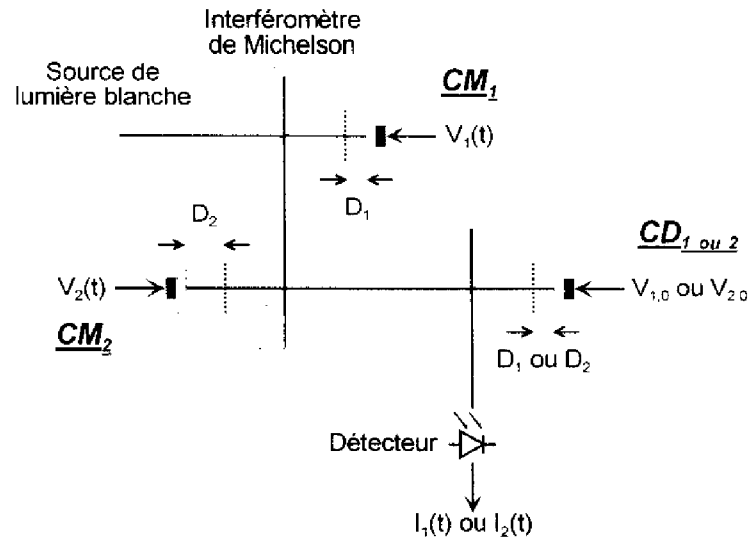 Interféromètre
de Michelson
Source de
lumière blanche
CM₁
V₁(t)
D₁
D₂
CD₁ ou ₂
V₂(t)
V₁,₀ ou V₂ ₀
CM₂
D₁ ou D₂
Détecteur
I₁(t) ou I₂(t)